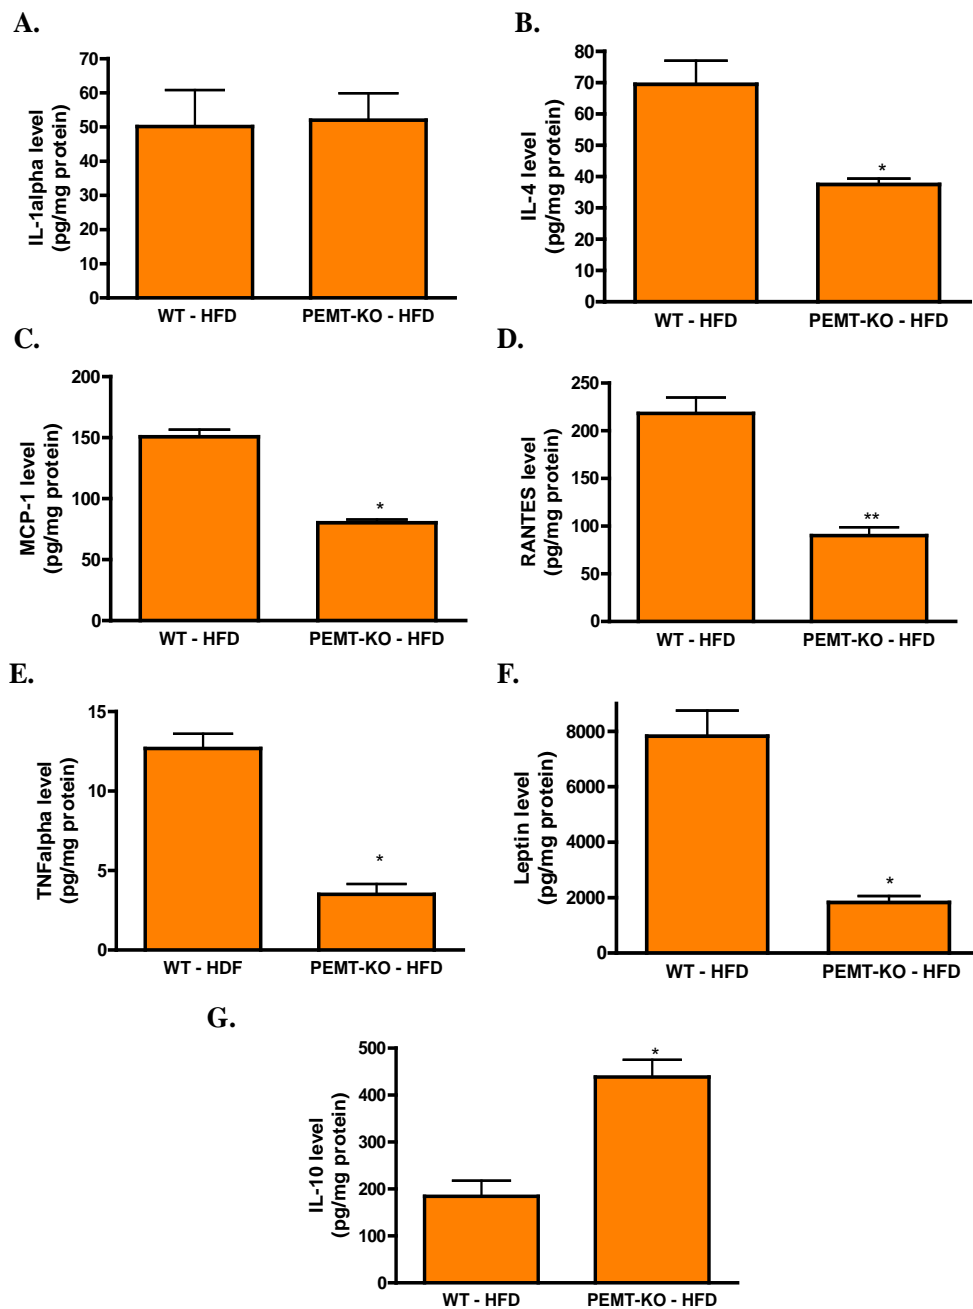 A.
IL-1alpha level
(pg/mg protein)
70
60
50
40
30
20
10
0
WT - HFD
PEMT-KO - HFD
B.
IL-4 level
(pg/mg protein)
80
70
60
50
40
30
20
10
0
*
WT - HFD
PEMT-KO - HFD
C.
MCP-1 level
(pg/mg protein)
200
150
100
50
0
*
WT - HFD
PEMT-KO - HFD
D.
RANTES level
(pg/mg protein)
250
200
150
100
50
0
**
WT - HFD
PEMT-KO - HFD
E.
TNFalpha level
(pg/mg protein)
15
10
5
0
*
WT - HDF
PEMT-KO - HFD
F.
Leptin level
(pg/mg protein)
8000
6000
4000
2000
0
*
WT - HFD
PEMT-KO - HFD
G.
IL-10 level
(pg/mg protein)
500
400
300
200
100
0
*
WT - HFD
PEMT-KO - HFD